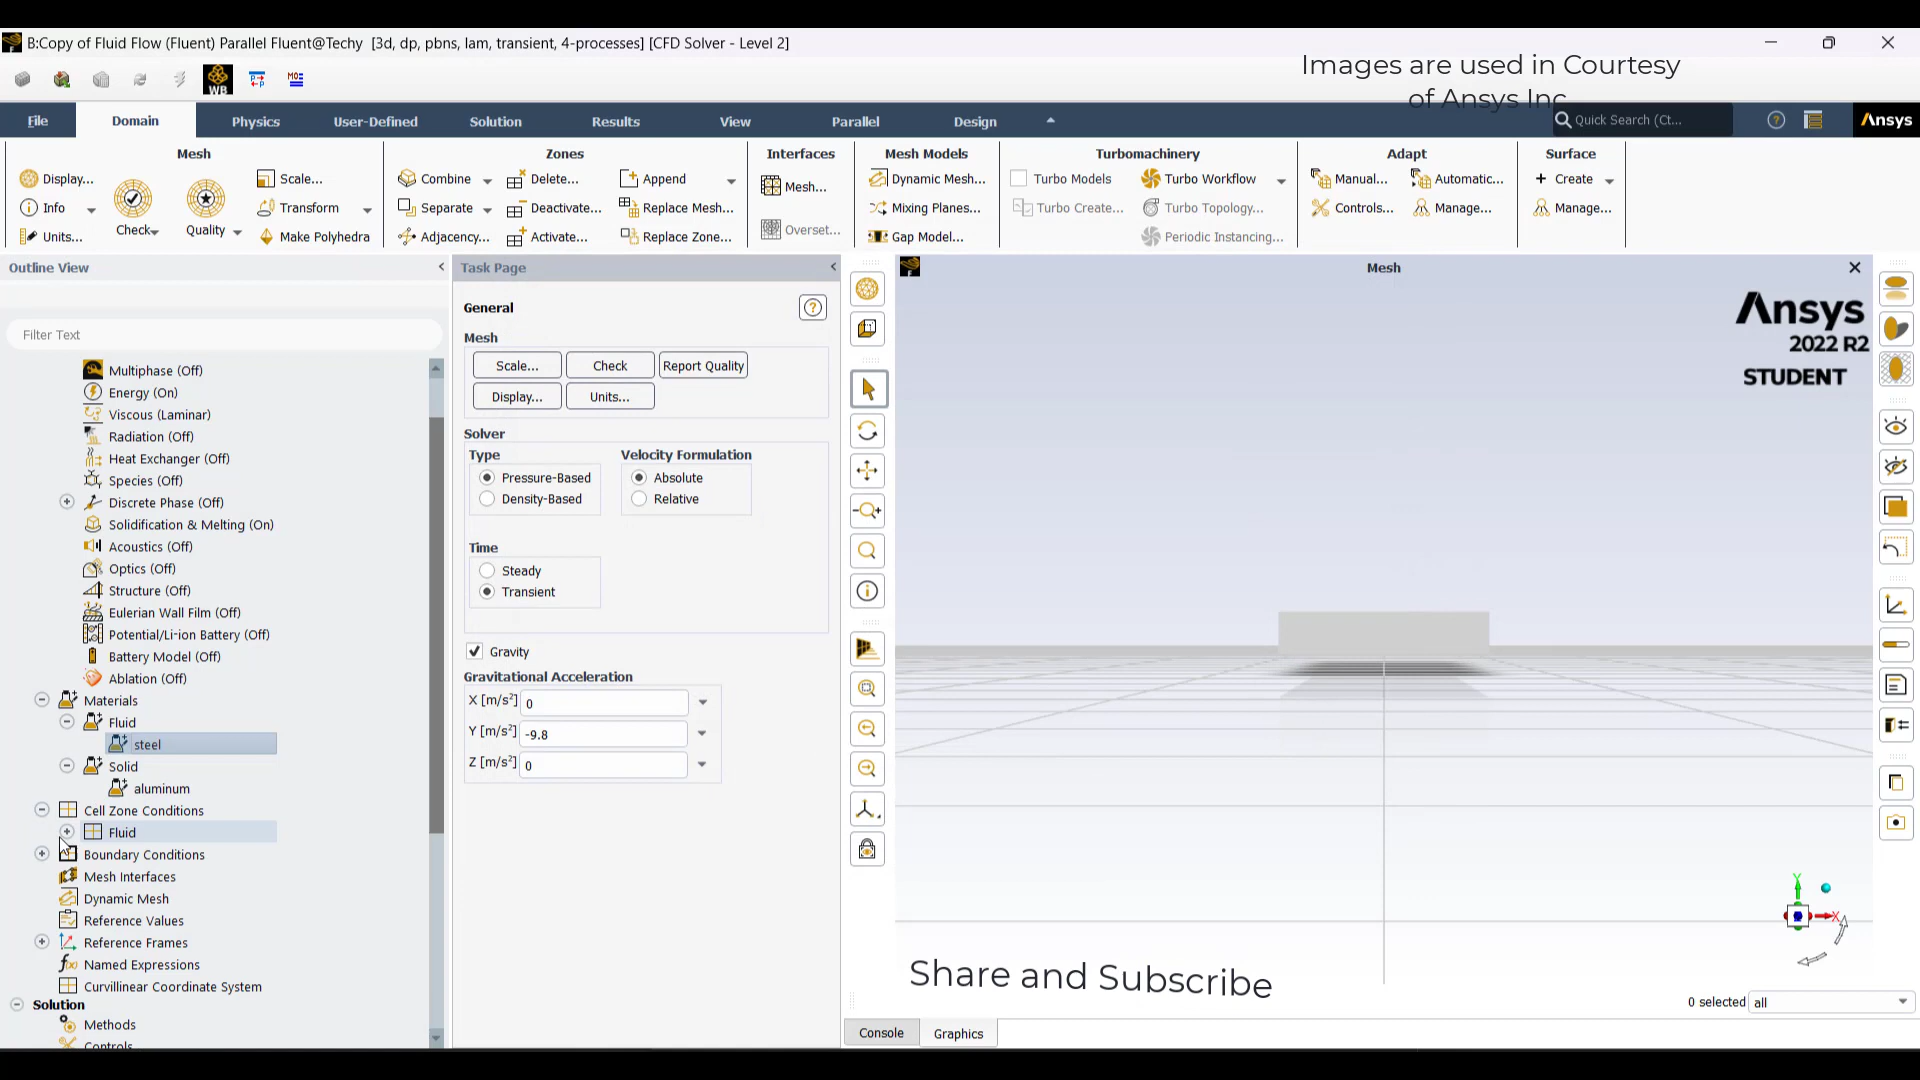 B:Copy of Fluid Flow (Fluent) Parallel Fluent@Techy [3d, dp, pbns, lam, transient, 4-processes] [CFD Solver - Level 2]
Images are used in Courtesy
of Ansys Inc
WB
File Domain Physics User-Defined Solution Results View Parallel Design Quick Search (Ct... Ansys
Mesh Zones Interfaces Mesh Models Turbomachinery Adapt Surface
Display... Scale... Combine Delete... Append Mesh... Dynamic Mesh... Turbo Models Turbo Workflow Manual... Automatic... + Create
Info Transform Separate Deactivate... Replace Mesh... Mixing Planes... Turbo Create... Turbo Topology... Controls... Manage... Manage...
Units... Check Quality Make Polyhedra Adjacency... Activate... Replace Zone... Overset... Gap Model... Periodic Instancing...
Outline View
Filter Text
Multiphase (Off)
Energy (On)
Viscous (Laminar)
Radiation (Off)
Heat Exchanger (Off)
Species (Off)
Discrete Phase (Off)
Solidification & Melting (On)
Acoustics (Off)
Optics (Off)
Structure (Off)
Eulerian Wall Film (Off)
Potential/Li-ion Battery (Off)
Battery Model (Off)
Ablation (Off)
Materials
Fluid
steel
Solid
aluminum
Cell Zone Conditions
Fluid
Boundary Conditions
Mesh Interfaces
Dynamic Mesh
Reference Values
Reference Frames
Named Expressions
Curvillinear Coordinate System
Solution
Methods
Controls
Task Page
General
Mesh
Scale... Check Report Quality
Display... Units...
Solver
Type Velocity Formulation
Pressure-Based Absolute
Density-Based Relative
Time
Steady
Transient
Gravity
Gravitational Acceleration
X [m/s²] 0
Y [m/s²] -9.8
Z [m/s²] 0
Mesh
Ansys
2022 R2
STUDENT
Y
X
Share and Subscribe
0 selected all
Console Graphics